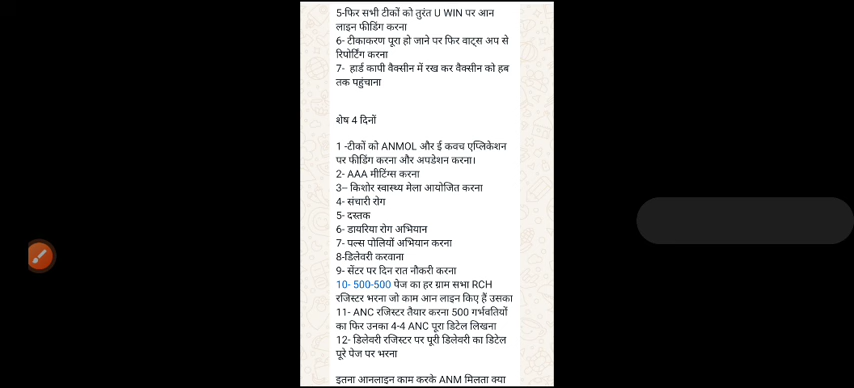 5-फिर सभी टीकों को तुरंत U WIN पर आन
लाइन फीडिंग करना
6- टीकाकरण पूरा हो जाने पर फिर वाट्स अप से
रिपोर्टिंग करना
7- हार्ड कापी वैक्सीन में रख कर वैक्सीन को हब
तक पहुंचाना
शेष 4 दिनों
1 -टीकों को ANMOL और ई कवच एप्लिकेशन
पर फीडिंग करना और अपडेशन करना।
2- AAA मीटिंग्स करना
3-- किशोर स्वास्थ्य मेला आयोजित करना
4- संचारी रोग
5- दस्तक
6- डायरिया रोग अभियान
7- पल्स पोलियों अभियान करना
8-डिलेवरी करवाना
9- सेंटर पर दिन रात नौकरी करना
10- 500-500 पेज का हर ग्राम सभा RCH
रजिस्टर भरना जो काम आन लाइन किए हैं उसका
11- ANC रजिस्टर तैयार करना 500 गर्भवतियों
का फिर उनका 4-4 ANC पूरा डिटेल लिखना
12- डिलेवरी रजिस्टर पर पूरी डिलेवरी का डिटेल
पूरे पेज पर भरना
इतना आनलाइन काम करके ANM मिलता क्या